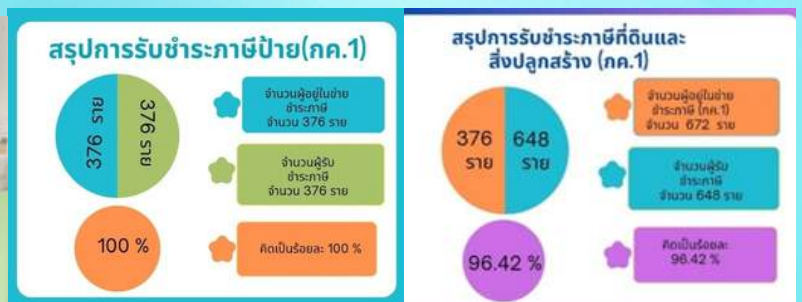 สรุปการรับชำระภาษีป้าย(กค.1)
376 ราย
376 ราย
จำนวนผู้อยู่ในข่าย
ชำระภาษี
จำนวน 376 ราย
จำนวนผู้รับ
ชำระภาษี
จำนวน 376 ราย
100 %
คิดเป็นร้อยละ 100 %
สรุปการรับชำระภาษีที่ดินและ
สิ่งปลูกสร้าง (กค.1)
376
ราย
648
ราย
จำนวนผู้อยู่ในข่าย
ชำระภาษี (กค.1)
จำนวน 672 ราย
จำนวนผู้รับ
ชำระภาษี
จำนวน 648 ราย
96.42 %
คิดเป็นร้อยละ
96.42 %